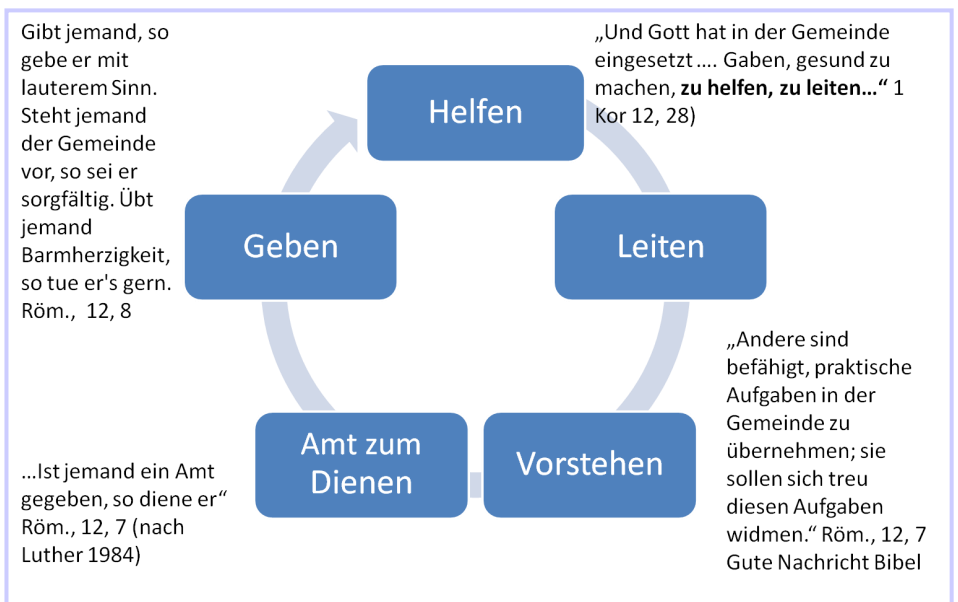 Gibt jemand, so
gebe er mit
lauterem Sinn.
Steht jemand
der Gemeinde
vor, so sei er
sorgfältig. Übt
jemand
Barmherzigkeit,
so tue er's gern.
Röm.,  12, 8
„Und Gott hat in der Gemeinde
eingesetzt …. Gaben, gesund zu
machen, zu helfen, zu leiten…“ 1
Kor 12, 28)
Helfen
Geben
Leiten
Amt zum
Dienen
Vorstehen
„Andere sind
befähigt, praktische
Aufgaben in der
Gemeinde zu
übernehmen; sie
sollen sich treu
diesen Aufgaben
widmen.“ Röm., 12, 7
Gute Nachricht Bibel
…Ist jemand ein Amt
gegeben, so diene er“
Röm., 12, 7 (nach
Luther 1984)